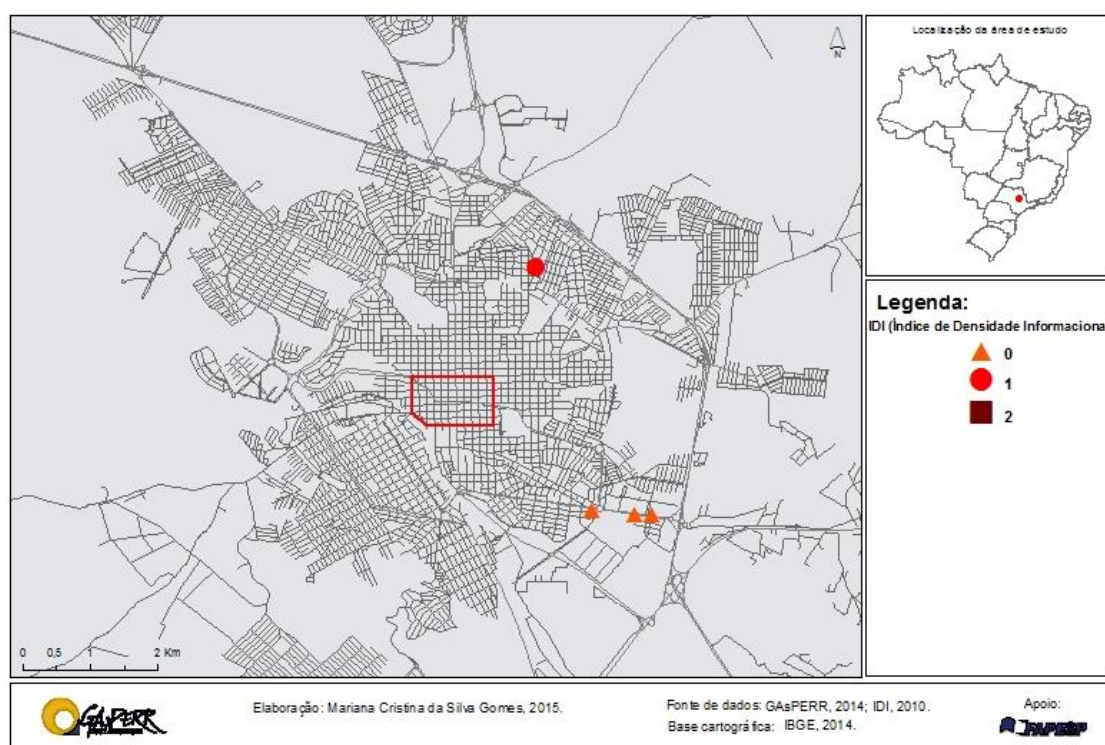 N
0 0,5 1 2 Km
Localização da área de estudo
Legenda:
IDI (Índice de Densidade Informaciona
0
1
2
GAsPERR
Elaboração: Mariana Cristina da Silva Gomes, 2015.
Fonte de dados: GAsPERR, 2014; IDI, 2010.
Base cartográfica: IBGE, 2014.
Apoio:
FAPESP